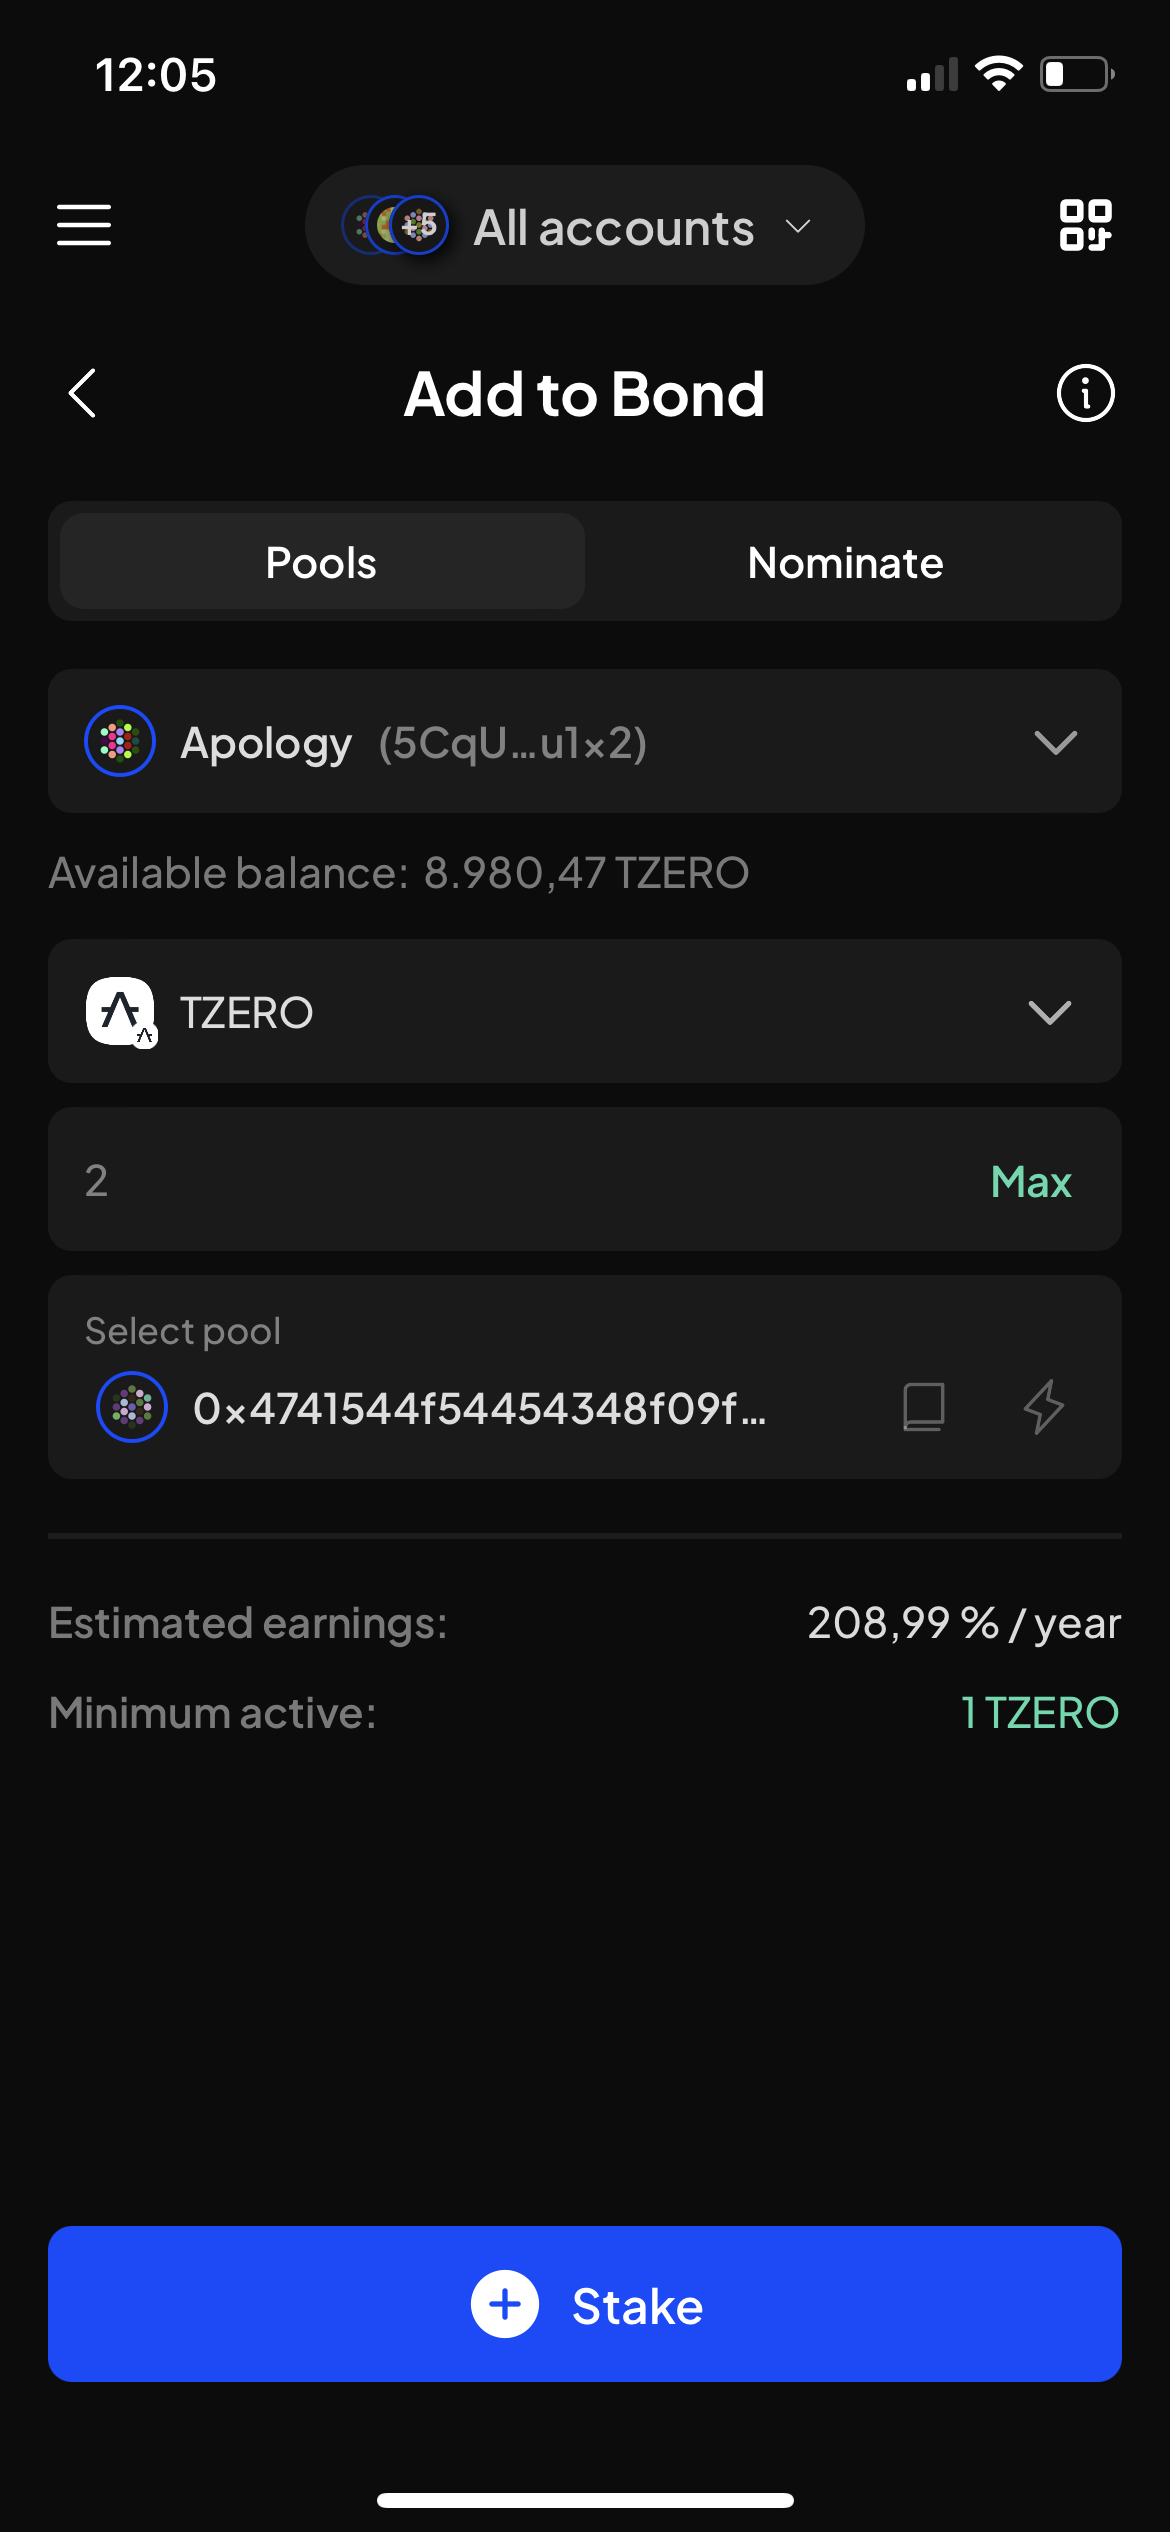 12:05
+5 All accounts
Add to Bond
Pools Nominate
Apology (5CqU...u1x2)
Available balance: 8.980,47 TZERO
TZERO
2 Max
Select pool
0x4741544f54454348f09f...
Estimated earnings: 208,99 % / year
Minimum active: 1 TZERO
Stake